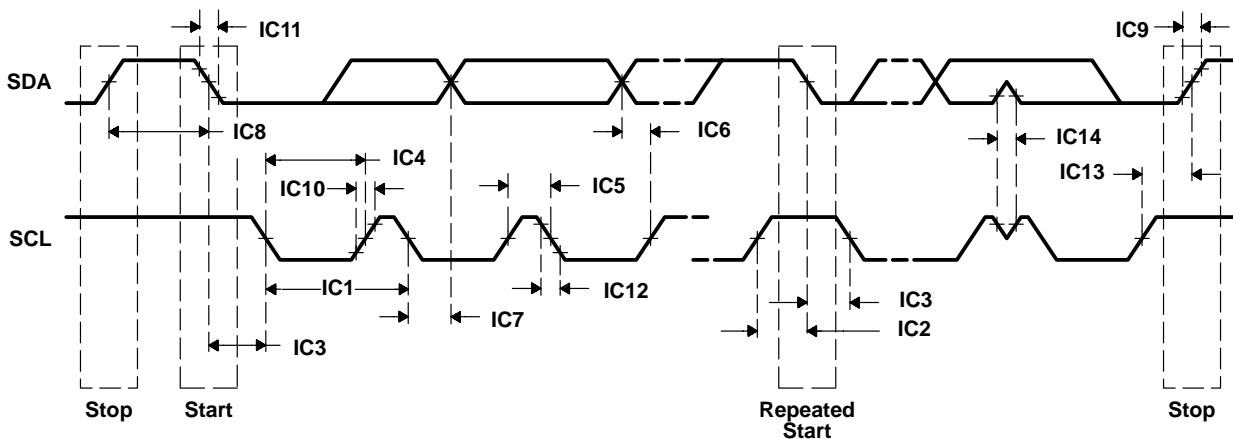 IC11
IC9
SDA
IC8
IC6
IC4
IC14
IC10
IC5
IC13
SCL
IC1
IC12
IC3
IC7
IC2
IC3
Stop
Start
Repeated
Start
Stop